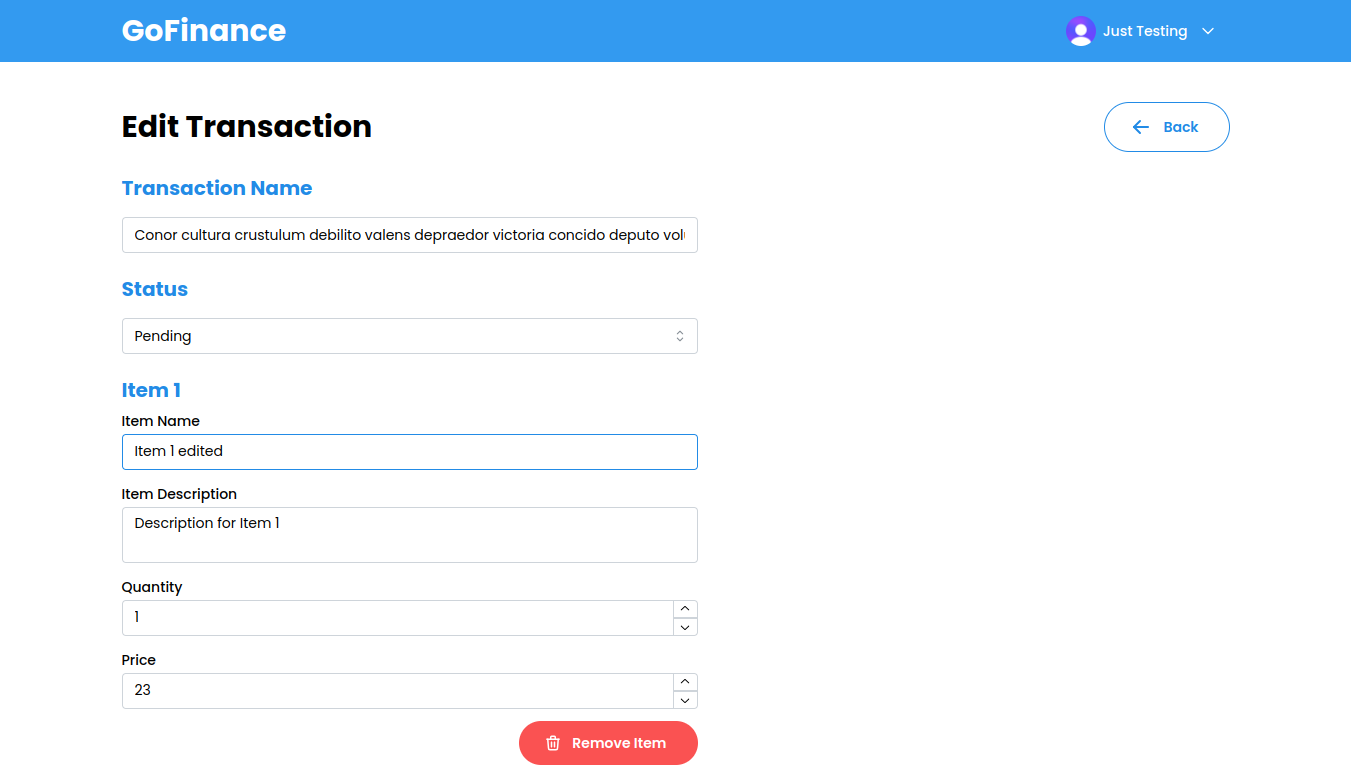 GoFinance
Just Testing
Edit Transaction
Back
Transaction Name
Conor cultura crustulum debilito valens depraedor victoria concido deputo
Status
Pending
Item 1
Item Name
Item 1 edited
Item Description
Description for Item 1
Quantity
1
Price
23
Remove Item